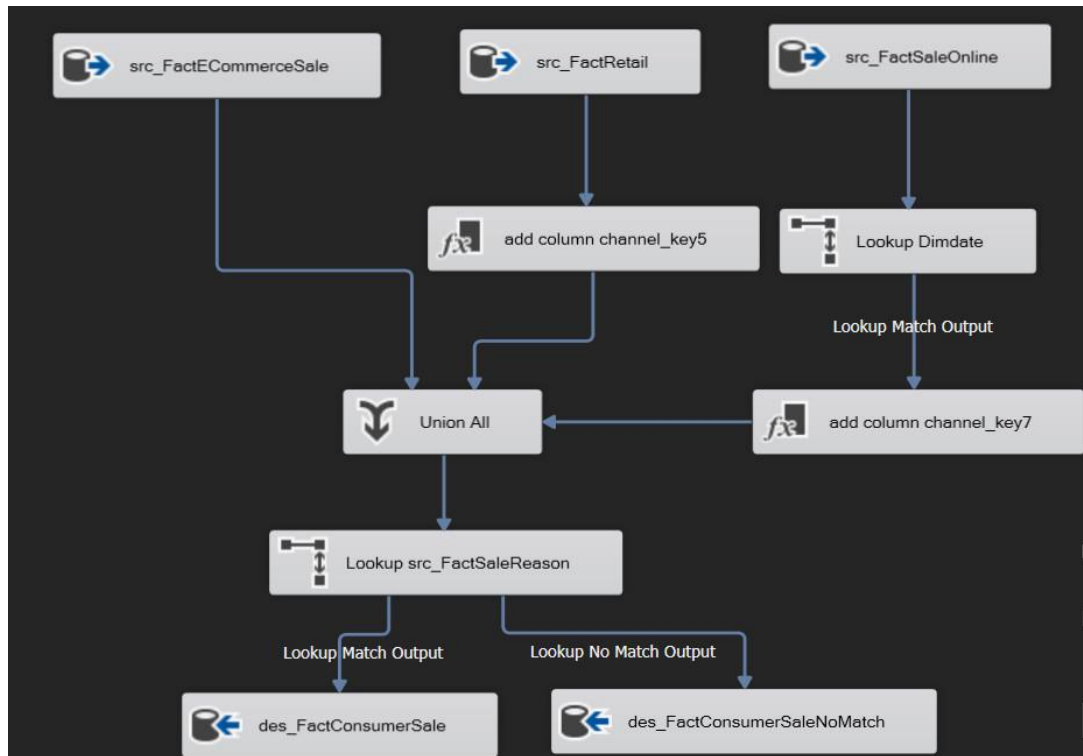 src_FactECommerceSale
src_FactRetail
src_FactSaleOnline
add column channel_key5
Lookup Dimdate
Lookup Match Output
Union All
add column channel_key7
Lookup src_FactSaleReason
Lookup Match Output
Lookup No Match Output
des_FactConsumerSale
des_FactConsumerSaleNoMatch